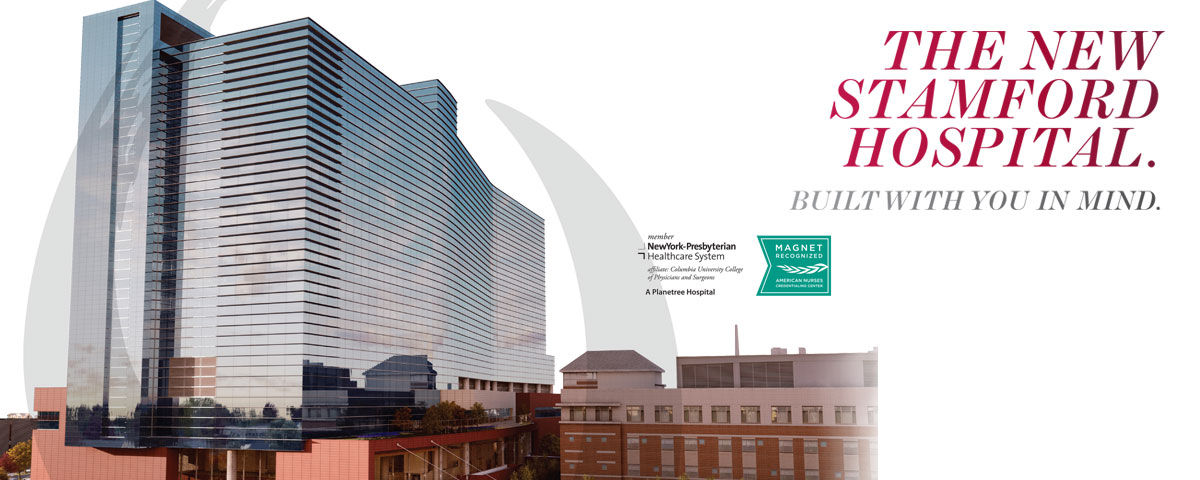 THE NEW
STAMFORD
HOSPITAL.
BUILT WITH YOU IN MIND.
member
NewYork-Presbyterian
Healthcare System
affiliate: Columbia University College
of Physicians and Surgeons
A Planetree Hospital
MAGNET
RECOGNIZED
AMERICAN NURSES
CREDENTIALING CENTER